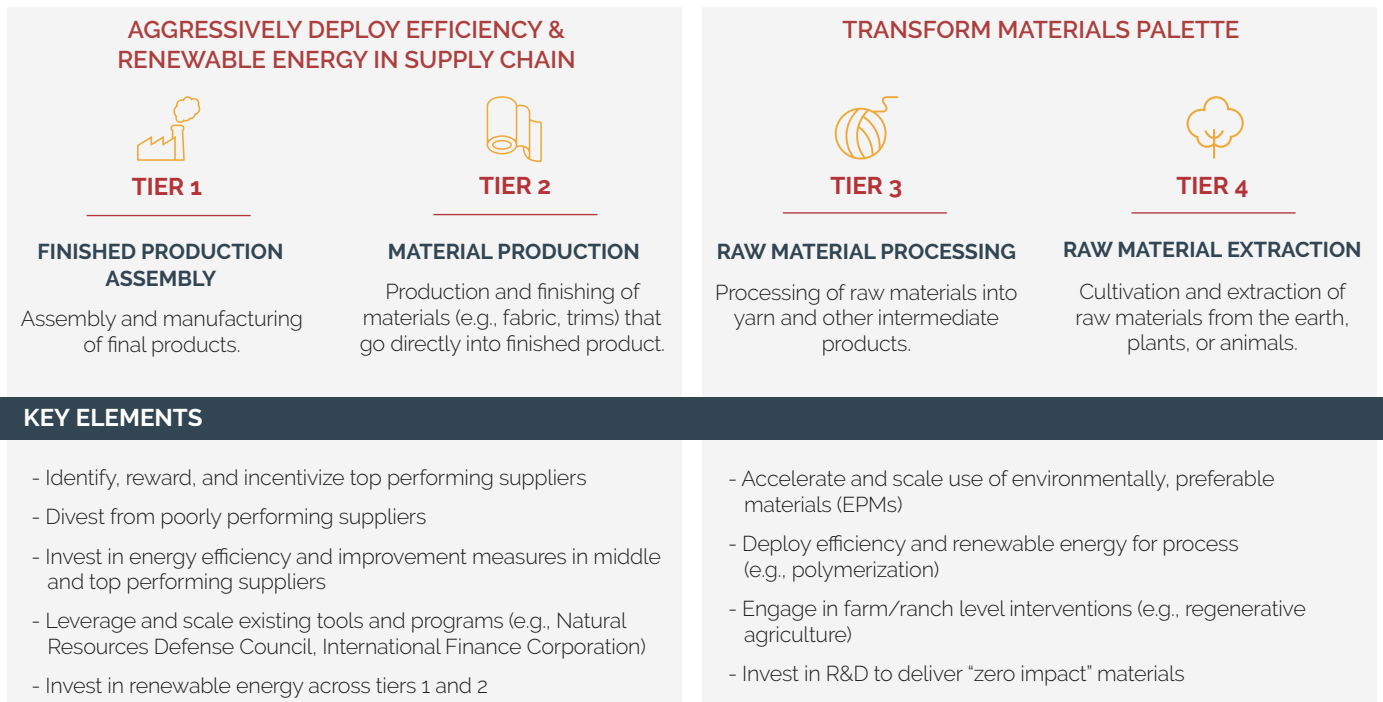 AGGRESSIVELY DEPLOY EFFICIENCY &
RENEWABLE ENERGY IN SUPPLY CHAIN
TIER 1
FINISHED PRODUCTION
ASSEMBLY
Assembly and manufacturing
of final products.
TIER 2
MATERIAL PRODUCTION
Production and finishing of
materials (e.g., fabric, trims) that
go directly into finished product.
TRANSFORM MATERIALS PALETTE
TIER 3
RAW MATERIAL PROCESSING
Processing of raw materials into
yarn and other intermediate
products.
TIER 4
RAW MATERIAL EXTRACTION
Cultivation and extraction of
raw materials from the earth,
plants, or animals.
KEY ELEMENTS
- Identify, reward, and incentivize top performing suppliers
- Divest from poorly performing suppliers
- Invest in energy efficiency and improvement measures in middle
and top performing suppliers
- Leverage and scale existing tools and programs (e.g., Natural
Resources Defense Council, International Finance Corporation)
- Invest in renewable energy across tiers 1 and 2
- Accelerate and scale use of environmentally, preferable
materials (EPMs)
- Deploy efficiency and renewable energy for process
(e.g., polymerization)
- Engage in farm/ranch level interventions (e.g., regenerative
agriculture)
- Invest in R&D to deliver “zero impact” materials